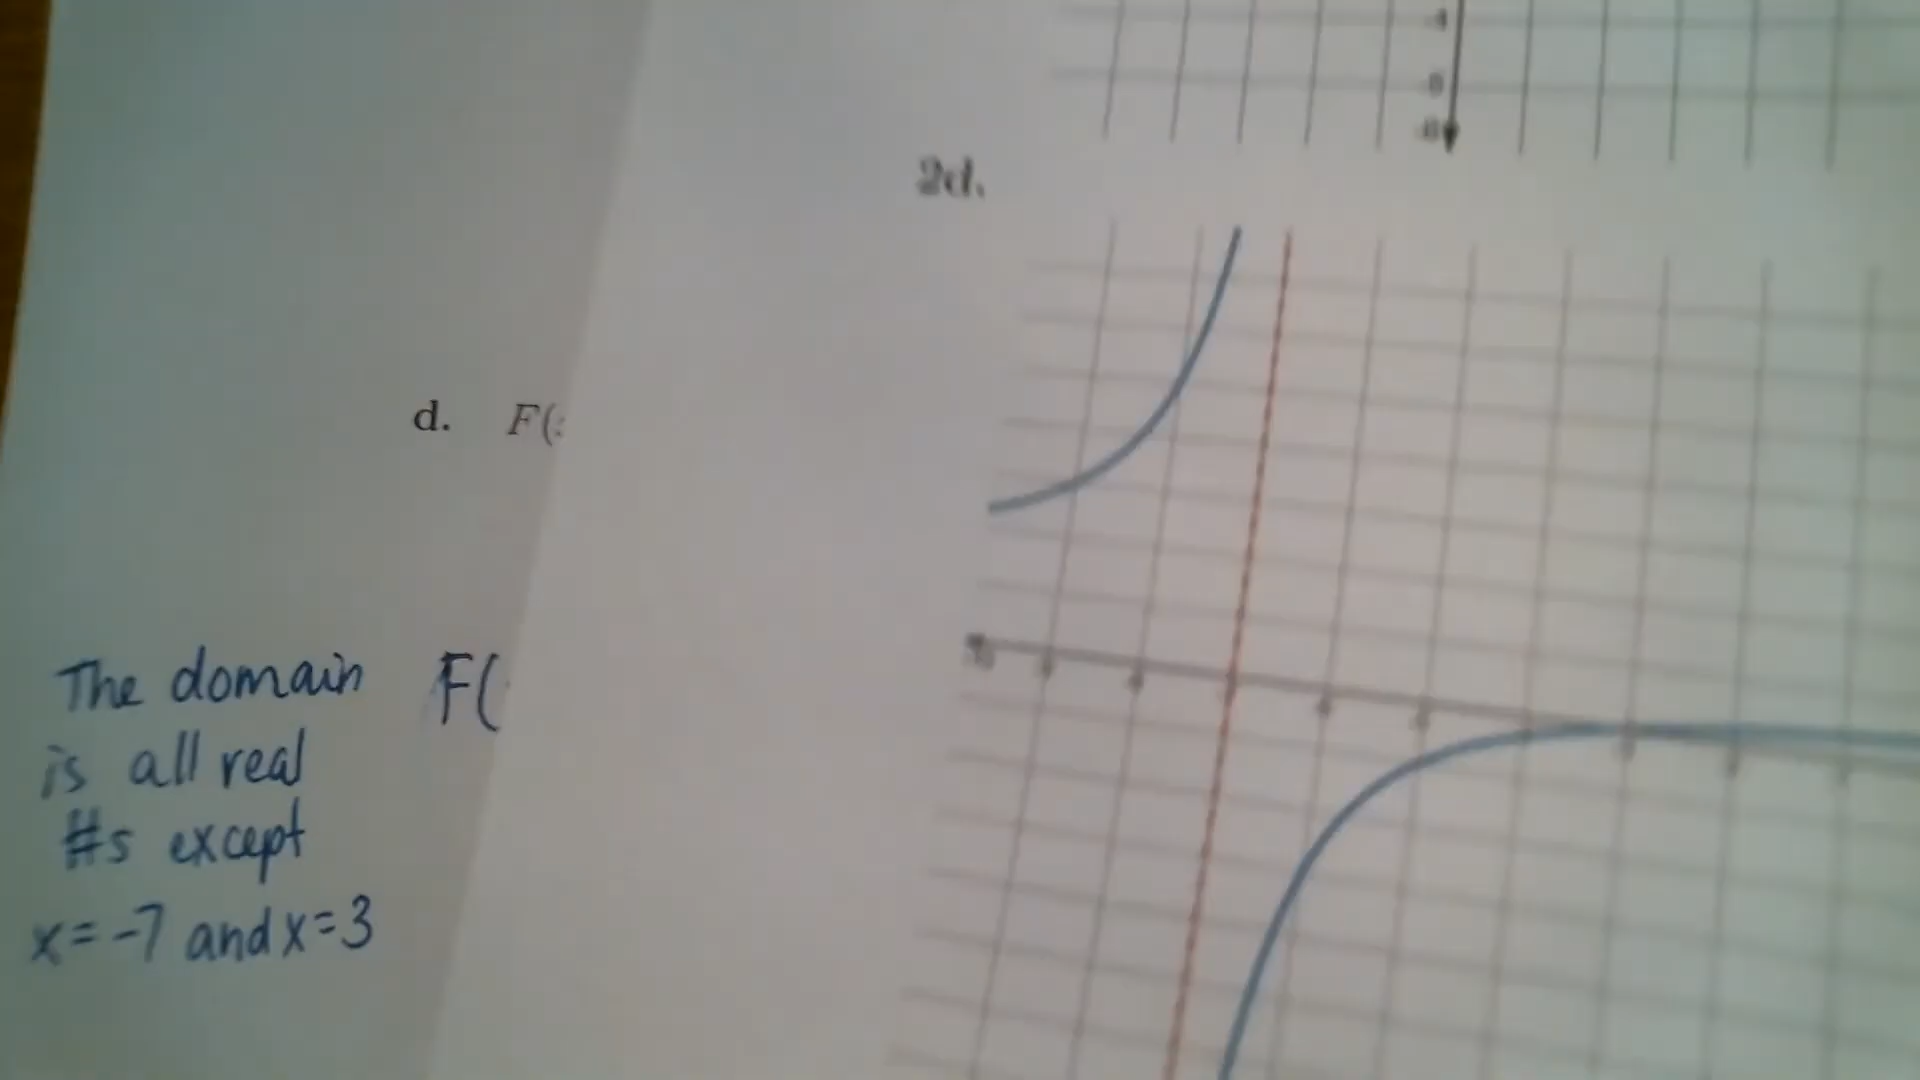 2d.
d. F(
The domain F(
is all real
#s except
x = -7 and x = 3